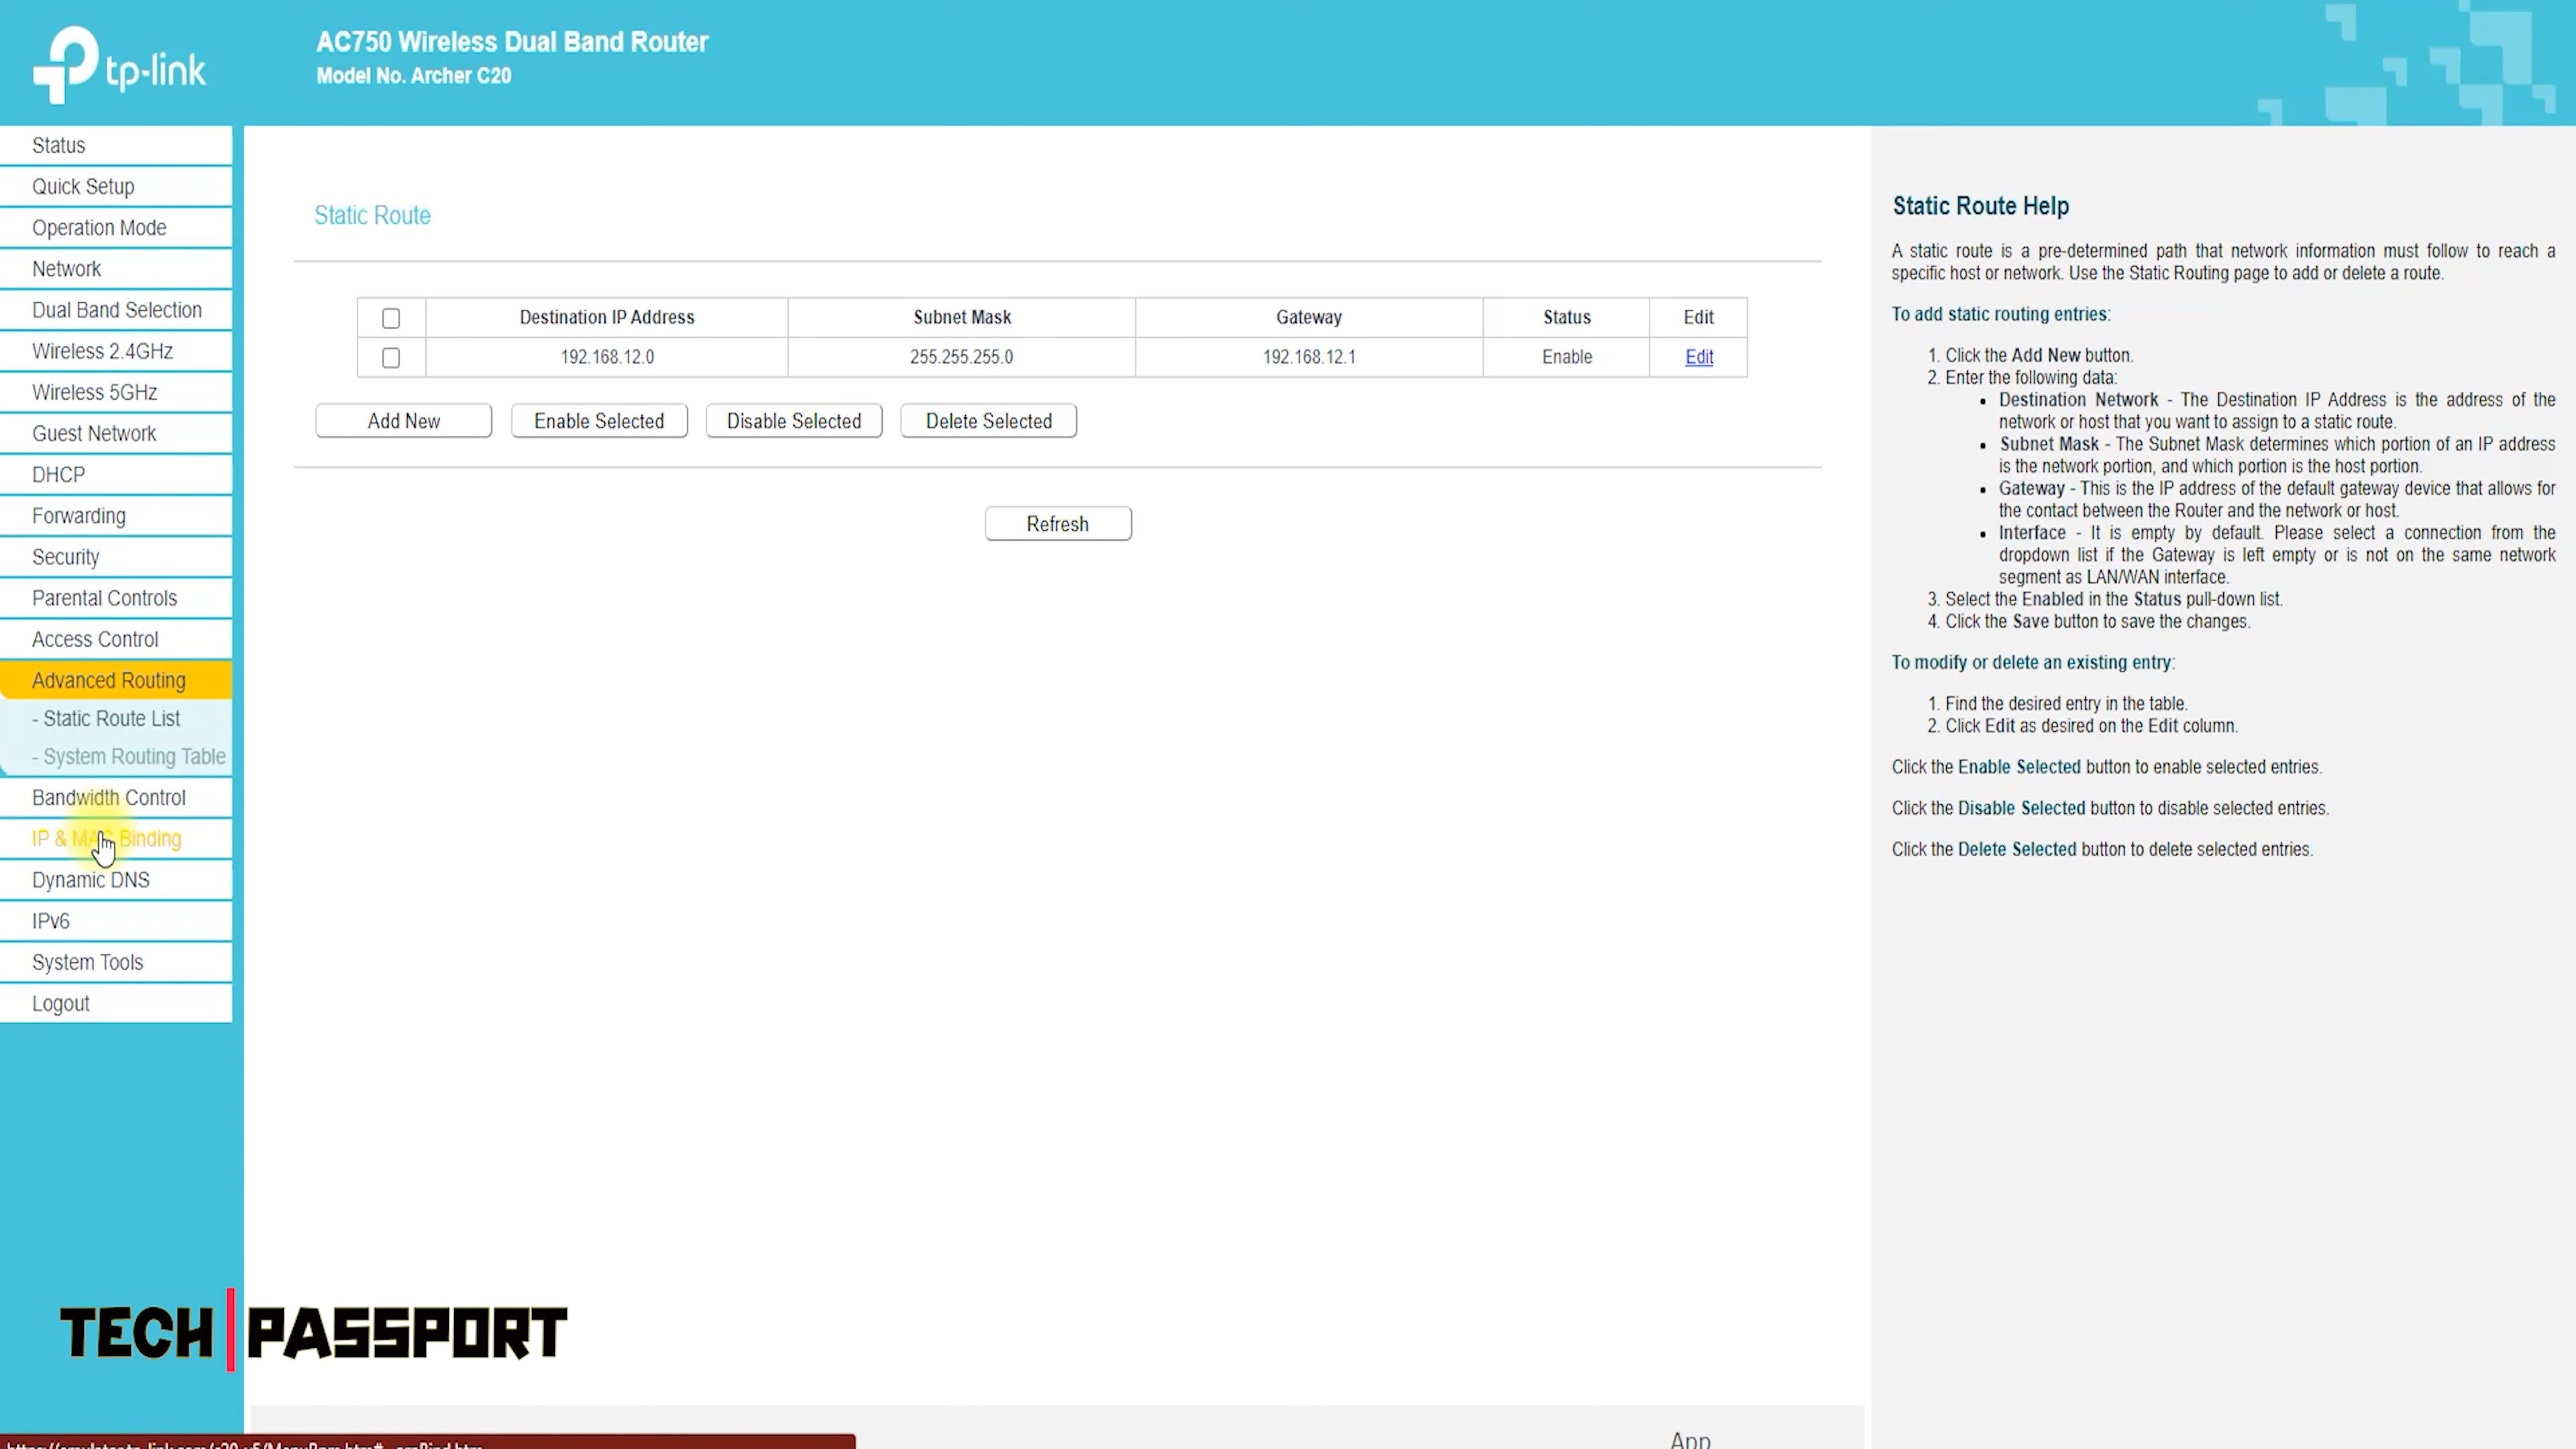 tp-link
AC750 Wireless Dual Band Router
Model No. Archer C20
Status
Quick Setup
Operation Mode
Network
Dual Band Selection
Wireless 2.4GHz
Wireless 5GHz
Guest Network
DHCP
Forwarding
Security
Parental Controls
Access Control
Advanced Routing
- Static Route List
- System Routing Table
Bandwidth Control
IP & MAC Binding
Dynamic DNS
IPv6
System Tools
Logout
Static Route
Destination IP Address Subnet Mask Gateway Status Edit
192.168.12.0 255.255.255.0 192.168.12.1 Enable Edit
Add New Enable Selected Disable Selected Delete Selected
Refresh
Static Route Help
A static route is a pre-determined path that network information must follow to reach a
specific host or network. Use the Static Routing page to add or delete a route.
To add static routing entries:
1. Click the Add New button.
2. Enter the following data:
Destination Network - The Destination IP Address is the address of the
network or host that you want to assign to a static route.
Subnet Mask - The Subnet Mask determines which portion of an IP address
is the network portion, and which portion is the host portion.
Gateway - This is the IP address of the default gateway device that allows for
the contact between the Router and the network or host.
Interface - It is empty by default. Please select a connection from the
dropdown list if the Gateway is left empty or is not on the same network
segment as LAN/WAN interface.
3. Select the Enabled in the Status pull-down list.
4. Click the Save button to save the changes.
To modify or delete an existing entry:
1. Find the desired entry in the table.
2. Click Edit as desired on the Edit column.
Click the Enable Selected button to enable selected entries.
Click the Disable Selected button to disable selected entries.
Click the Delete Selected button to delete selected entries.
TECH PASSPORT
App